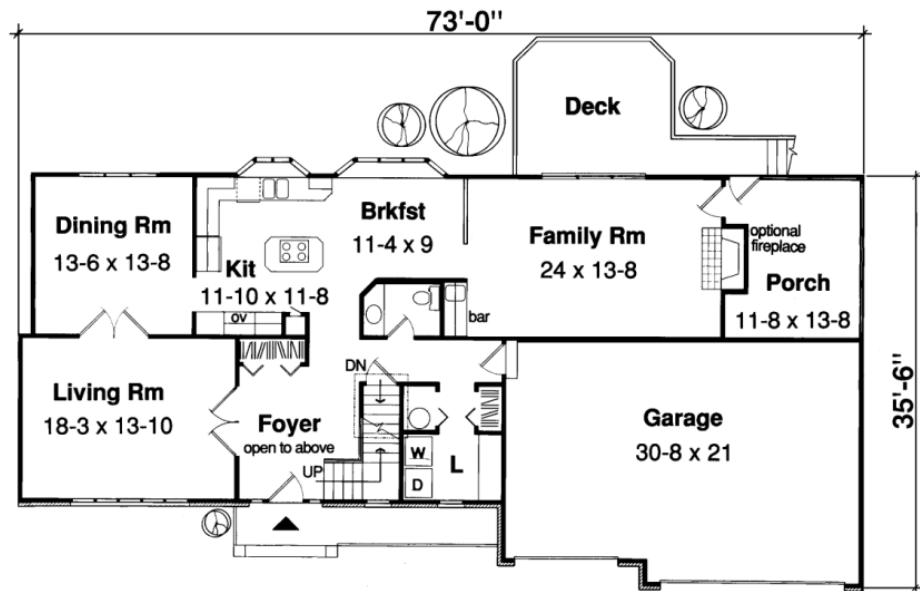 73'-0"
Deck
Dining Rm
13-6 x 13-8
Brkfst
11-4 x 9
Family Rm
24 x 13-8
optional
fireplace
Porch
11-8 x 13-8
Kit
11-10 x 11-8
OV
bar
35'-6"
Living Rm
18-3 x 13-10
DN
Foyer
open to above
UP
W
D
L
Garage
30-8 x 21